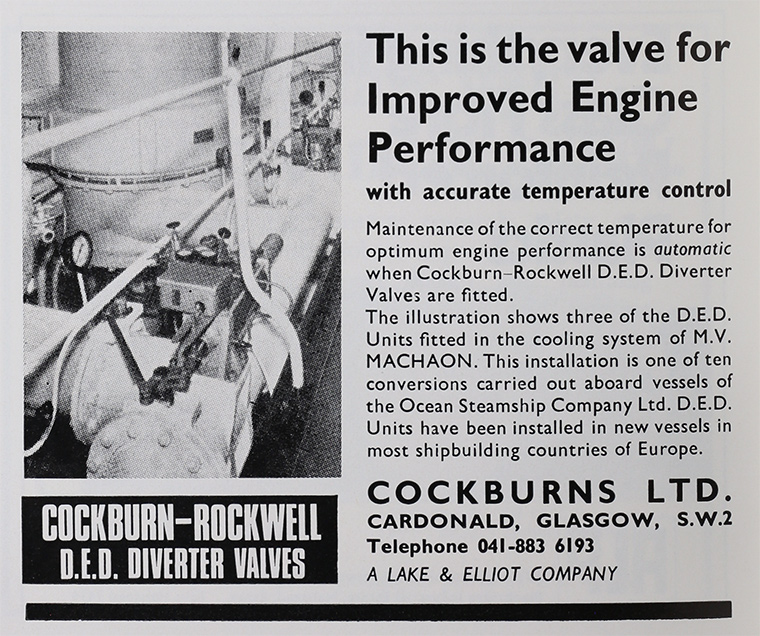 This is the valve for
Improved Engine
Performance
with accurate temperature control
Maintenance of the correct temperature for
optimum engine performance is automatic
when Cockburn-Rockwell D.E.D. Diverter
Valves are fitted.
The illustration shows three of the D.E.D.
Units fitted in the cooling system of M.V.
MACHAON. This installation is one of ten
conversions carried out aboard vessels of
the Ocean Steamship Company Ltd. D.E.D.
Units have been installed in new vessels in
most shipbuilding countries of Europe.
COCKBURN-ROCKWELL
D.E.D. DIVERTER VALVES
COCKBURNS LTD.
CARDONALD, GLASGOW, S.W.2
Telephone 041-883 6193
A LAKE & ELLIOT COMPANY